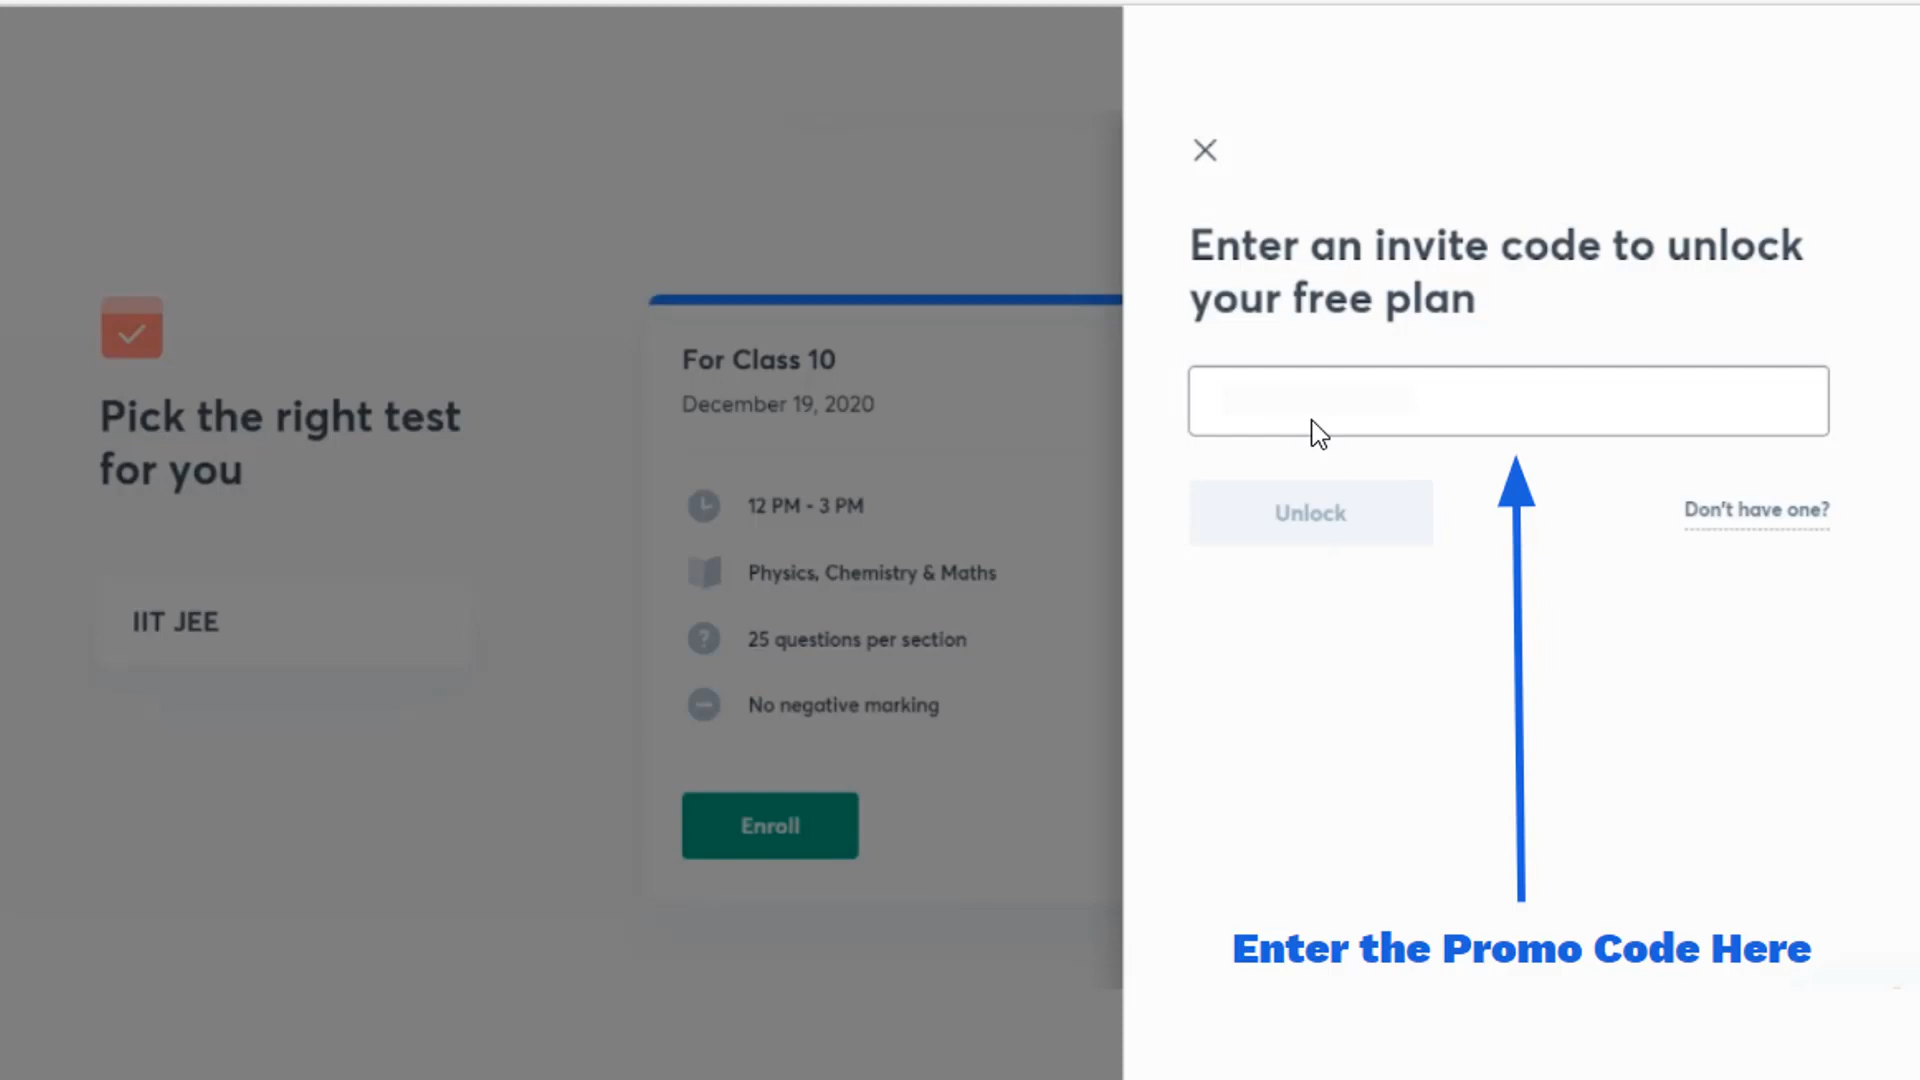 Pick the right test
for you
IIT JEE
For Class 10
December 19, 2020
12 PM - 3 PM
Physics, Chemistry & Maths
25 questions per section
No negative marking
Enroll
Enter an invite code to unlock
your free plan
Unlock
Don't have one?
Enter the Promo Code Here